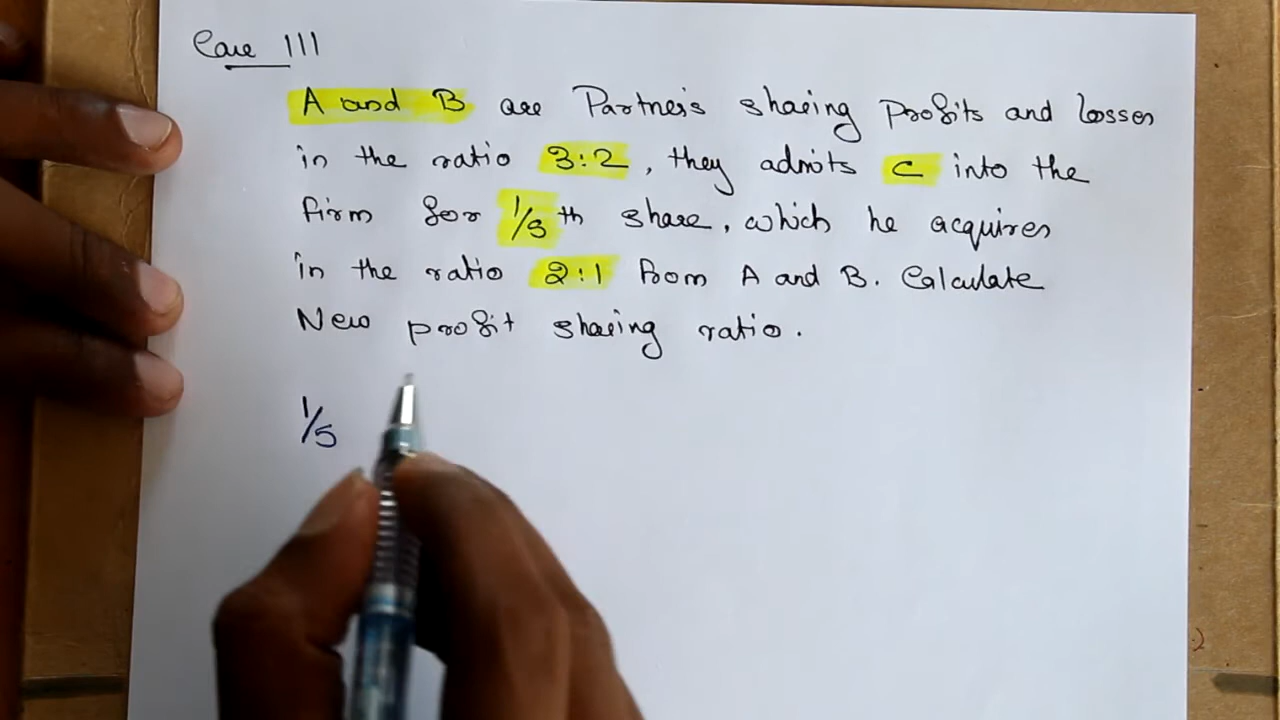 Case III
A and B are Partners sharing profits and losses
in the ratio 3:2, they admits C into the
firm for 1/5th share, which he acquires
in the ratio 2:1 from A and B. Calculate
New profit sharing ratio.
1/5